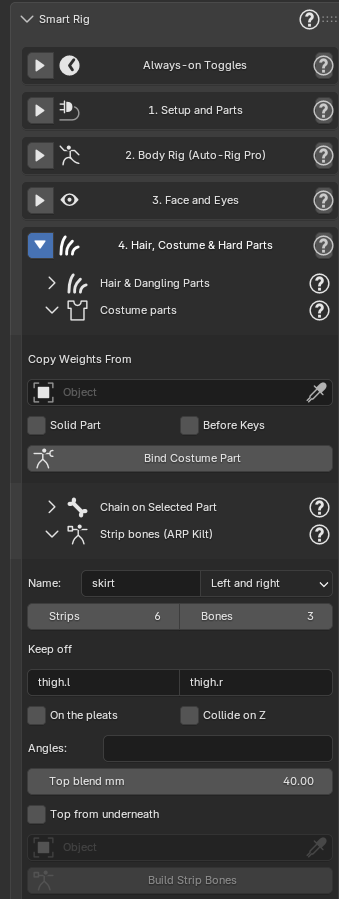 Smart Rig
Always-on Toggles
1. Setup and Parts
2. Body Rig (Auto-Rig Pro)
3. Face and Eyes
4. Hair, Costume & Hard Parts
Hair & Dangling Parts
Costume parts
Copy Weights From
Object
Solid Part Before Keys
Bind Costume Part
Chain on Selected Part
Strip bones (ARP Kilt)
Name: skirt Left and right
Strips 6 Bones 3
Keep off
thigh.l thigh.r
On the pleats Collide on Z
Angles:
Top blend mm 40.00
Top from underneath
Object
Build Strip Bones